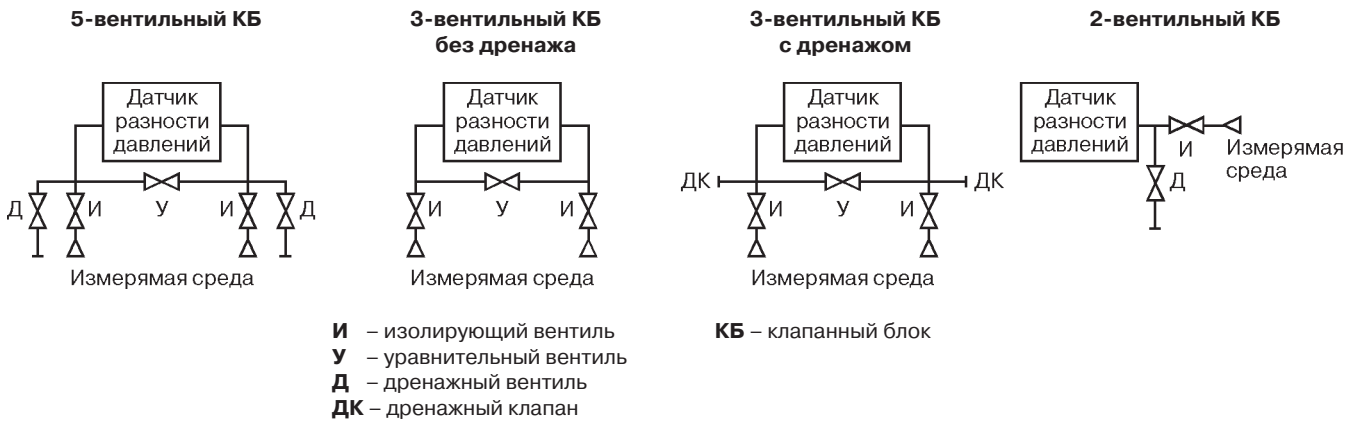 5-вентильный КБ
3-вентильный КБ
без дренажа
3-вентильный КБ
с дренажом
2-вентильный КБ
Датчик
разности
давлений
Д
И
У
И
Д
Измерямая среда
Датчик
разности
давлений
И
У
И
Измерямая среда
Датчик
разности
давлений
ДК
ДК
И
У
И
Измерямая среда
Датчик
разности
давлений
И
Измерямая
среда
Д
И – изолирующий вентиль
У – уравнительный вентиль
Д – дренажный вентиль
ДК – дренажный клапан
КБ – клапанный блок